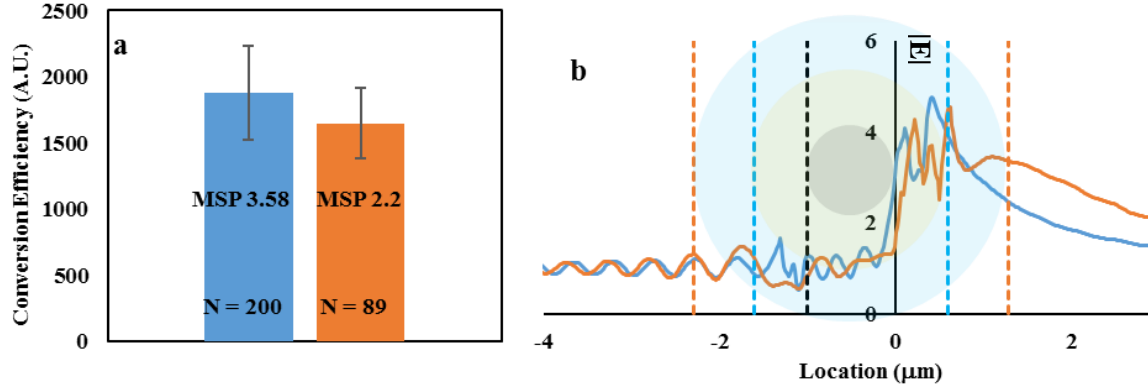 2500
2000
1500
1000
500
0
Conversion Efficiency (A.U.)
a
MSP 3.58
MSP 2.2
N = 200
N = 89
b
|E|
6
4
2
0
-4
-2
0
2
Location (μm)